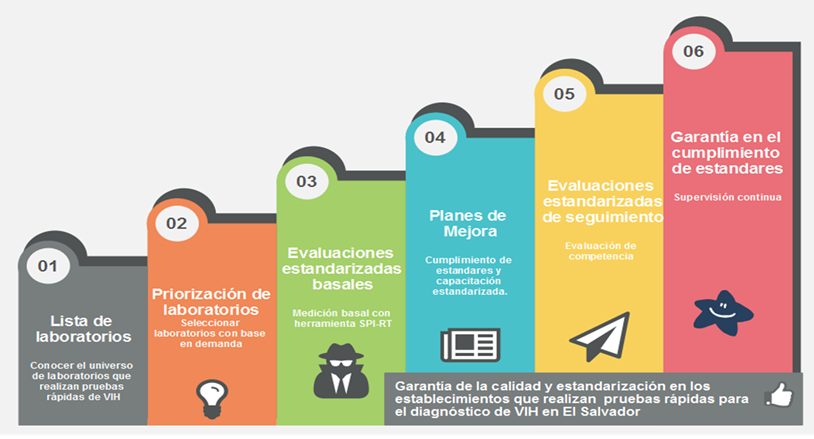 01
Lista de
laboratorios
Conocer el universo
de laboratorios que
realizan pruebas
rápidas de VIH
02
Priorización de
laboratorios
Seleccionar
laboratorios con base
en demanda
03
Evaluaciones
estandarizadas
basales
Medición basal con
herramienta SPI-RT
04
Planes de
Mejora
Cumplimiento de
estandares y
capacitación
estandarizada.
05
Evaluaciones
estandarizadas
de seguimiento
Evaluación de
competencia
06
Garantia en el
cumplimiento
de estandares
Supervisión continua
Garantía de la calidad y estandarización en los
establecimientos que realizan pruebas rápidas para
el diagnóstico de VIH en El Salvador